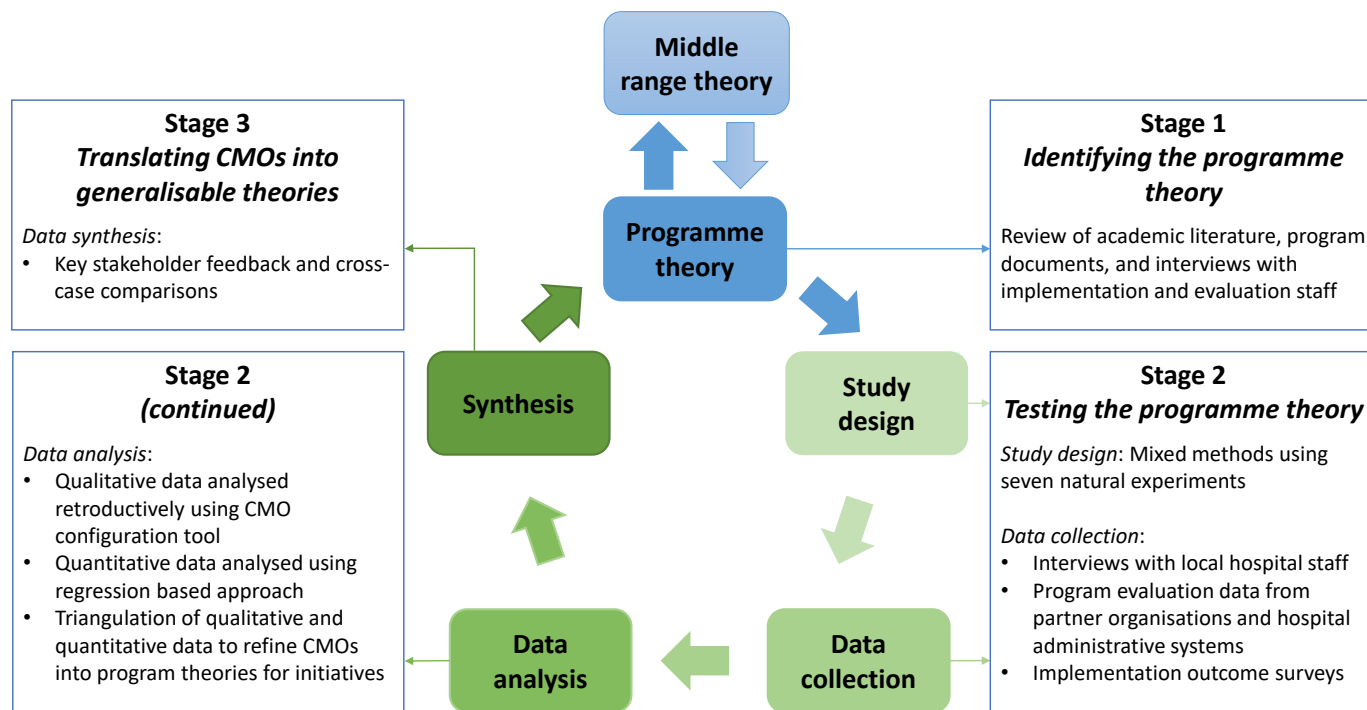 Middle
range theory
Stage 3
Translating CMOs into
generalisable theories
Data synthesis:
• Key stakeholder feedback and cross-
case comparisons
Programme
theory
Stage 1
Identifying the programme
theory
Review of academic literature, program
documents, and interviews with
implementation and evaluation staff
Stage 2
(continued)
Data analysis:
• Qualitative data analysed
retroductively using CMO
configuration tool
• Quantitative data analysed using
regression based approach
• Triangulation of qualitative and
quantitative data to refine CMOs
into program theories for initiatives
Synthesis
Study
design
Stage 2
Testing the programme theory
Study design: Mixed methods using
seven natural experiments
Data collection:
• Interviews with local hospital staff
• Program evaluation data from
partner organisations and hospital
administrative systems
• Implementation outcome surveys
Data
analysis
Data
collection